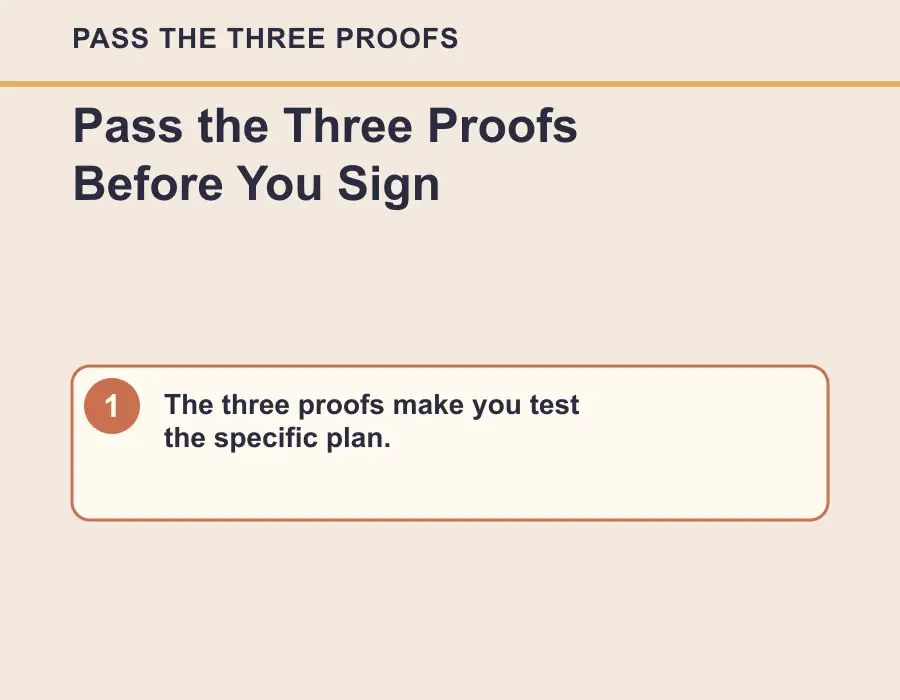 PASS THE THREE PROOFS
Pass the Three Proofs
Before You Sign
1
The three proofs make you test
the specific plan.